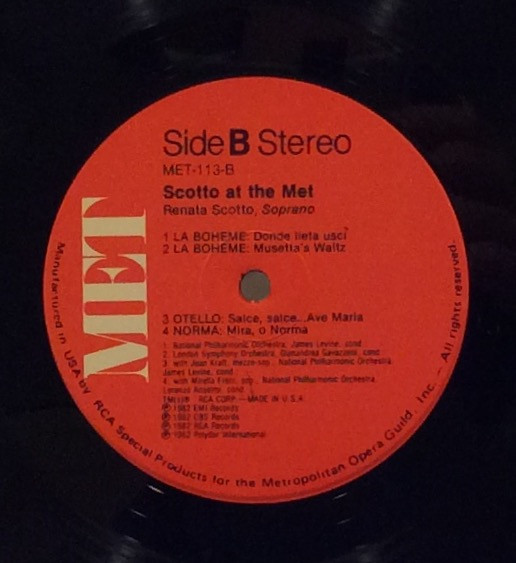 Side B Stereo
MET-113-B
Scotto at the Met
Renata Scotto, Soprano
1 LA BOHEME: Donde lieta usci
2 LA BOHEME: Musetta's Waltz
3 OTELLO: Salce, salce...Ave Maria
4 NORMA: Mira, o Norma
1. National Philharmonic Orchestra, James Levine, cond.
2. London Symphony Orchestra, Gianandrea Gavazzeni, cond.
3. with Jean Kraft, mezzo-sop., National Philharmonic Orchestra,
James Levine, cond.
4. with Mirella Freni, sop., National Philharmonic Orchestra,
Lorenzo Anselmi, cond.
RCA CORP.—MADE IN U.S.A.
℗ 1982 EMI Records
℗ 1982 CBS Records
℗ 1982 RCA Records
International
MET
Manufactured in USA by RCA Special Products for the Metropolitan Opera Guild, Inc. — All rights reserved.